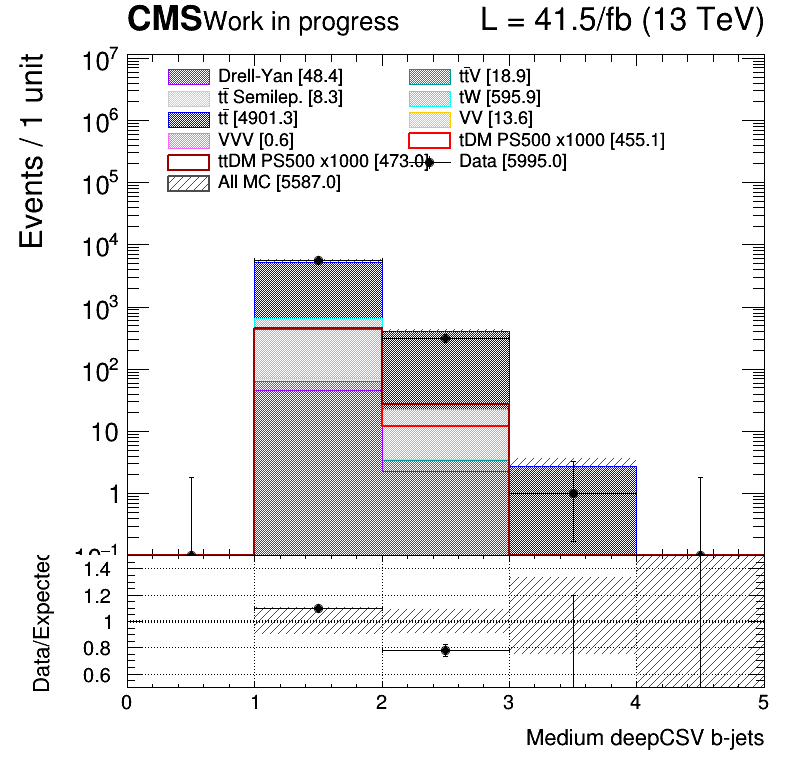 CMS Work in progress L = 41.5/fb (13 TeV)
Events / 1 unit
10⁷
10⁶
10⁵
10⁴
10³
10²
10
1
10⁻¹
Drell-Yan [48.4] tt̄V [18.9]
tt̄ Semilep. [8.3] tW [595.9]
tt̄ [4901.3] VV [13.6]
VVV [0.6] tDM PS500 x1000 [455.1]
ttDM PS500 x1000 [473.0] Data [5995.0]
All MC [5587.0]
Data/Expected
1.4
1.2
1
0.8
0.6
0 1 2 3 4 5
Medium deepCSV b-jets